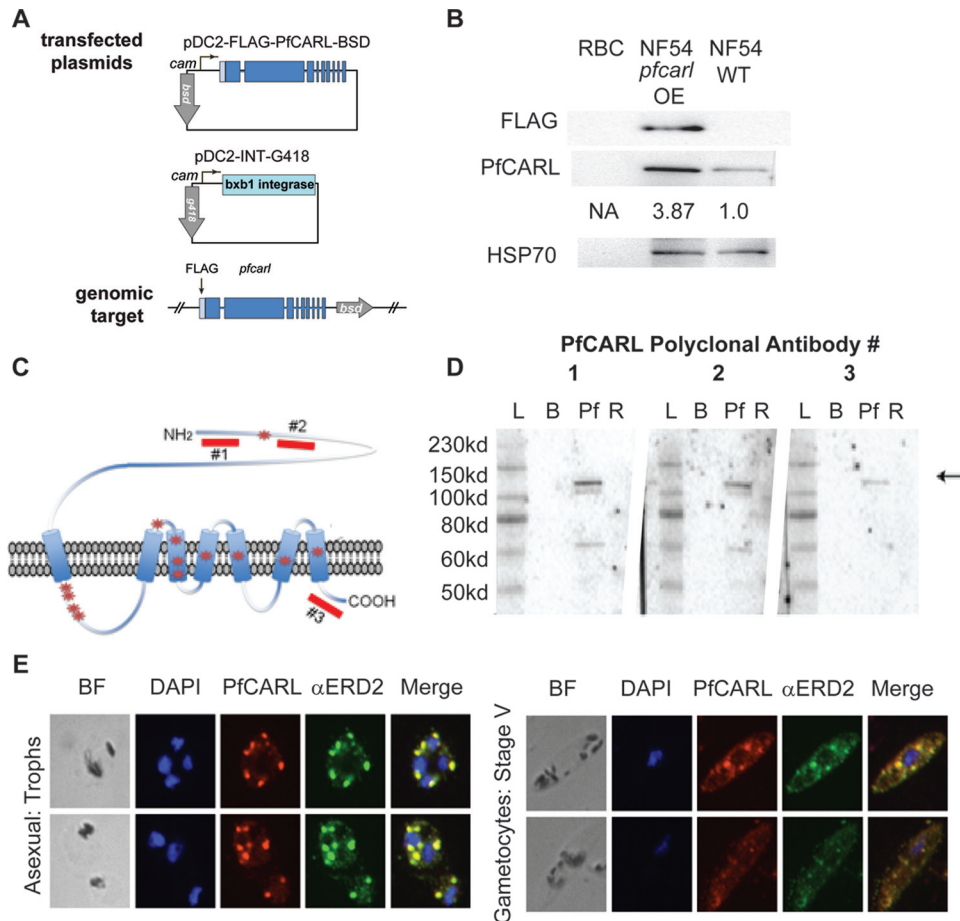 A
transfected
plasmids
pDC2-FLAG-PfCARL-BSD
cam
bsd
pDC2-INT-G418
cam
bxb1 integrase
g418
FLAG
pfcarl
genomic
target
bsd
B
RBC NF54 NF54
pfcarl WT
OE
FLAG
PfCARL
NA 3.87 1.0
HSP70
C
NH2
#1
#2
#3
COOH
D
PfCARL Polyclonal Antibody #
1 2 3
L B Pf R L B Pf R L B Pf R
230kd
150kd
100kd
80kd
60kd
50kd
E
BF DAPI PfCARL αERD2 Merge
Asexual: Trophs
BF DAPI PfCARL αERD2 Merge
Gametocytes: Stage V